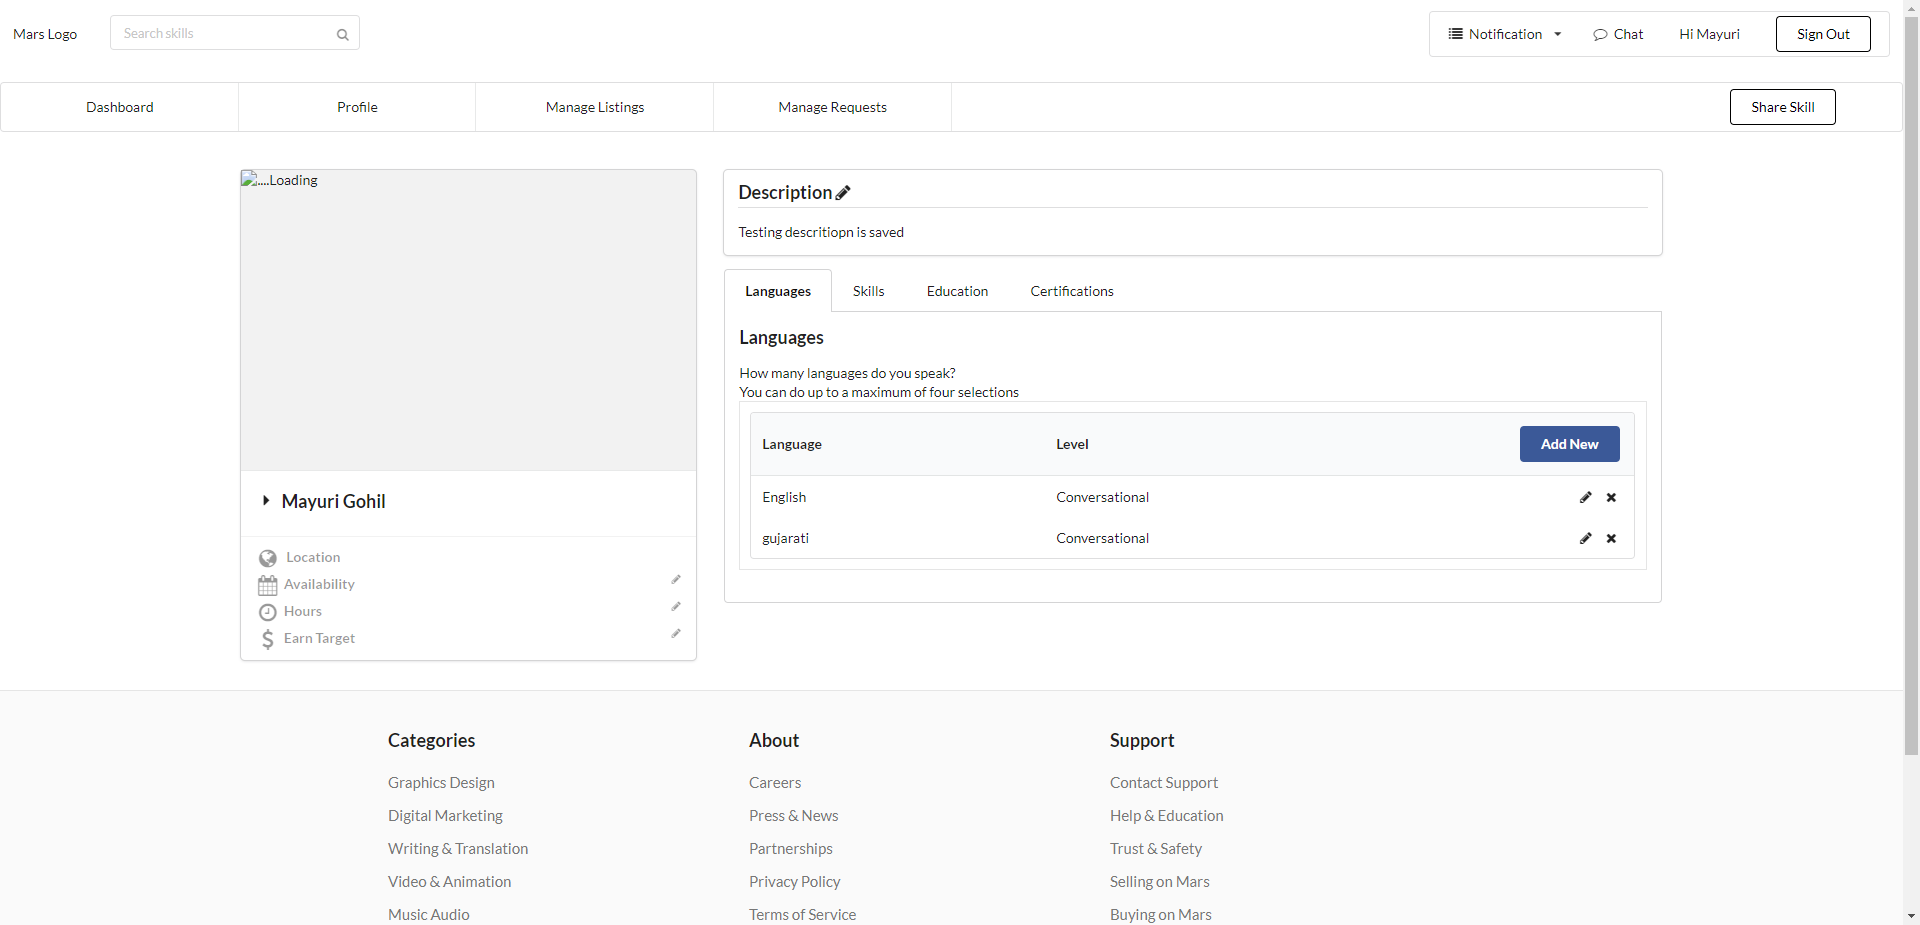 Mars Logo
Search skills
Notification
Chat
Hi Mayuri
Sign Out
Dashboard
Profile
Manage Listings
Manage Requests
Share Skill
....Loading
Mayuri Gohil
Location
Availability
Hours
Earn Target
Description
Testing descritiopn is saved
Languages
Skills
Education
Certifications
Languages
How many languages do you speak?
You can do up to a maximum of four selections
Language
Level
Add New
English
Conversational
gujarati
Conversational
Categories
Graphics Design
Digital Marketing
Writing & Translation
Video & Animation
Music Audio
About
Careers
Press & News
Partnerships
Privacy Policy
Terms of Service
Support
Contact Support
Help & Education
Trust & Safety
Selling on Mars
Buying on Mars